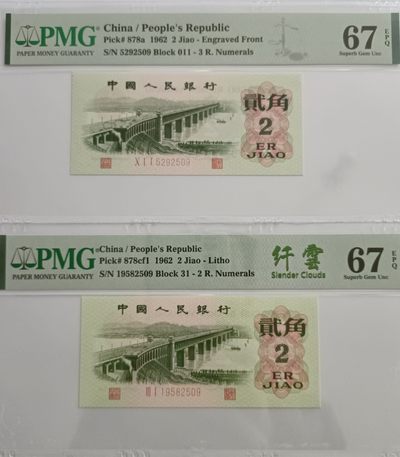 PMG
PAPER MONEY GUARANTY
China / People's Republic
Pick# 878a 1962 2 Jiao - Engraved Front
S/N 5292509 Block 011 - 3 R. Numerals
67 EPQ
Superb Gem Unc
中国人民银行
贰角
2
ER
JIAO
X I I 5292509
PMG
PAPER MONEY GUARANTY
China / People's Republic
Pick# 878cf1 1962 2 Jiao - Litho
S/N 19582509 Block 31 - 2 R. Numerals
纤雲
Slender Clouds
67 EPQ
Superb Gem Unc
中国人民银行
贰角
2
ER
JIAO
III I 19582509